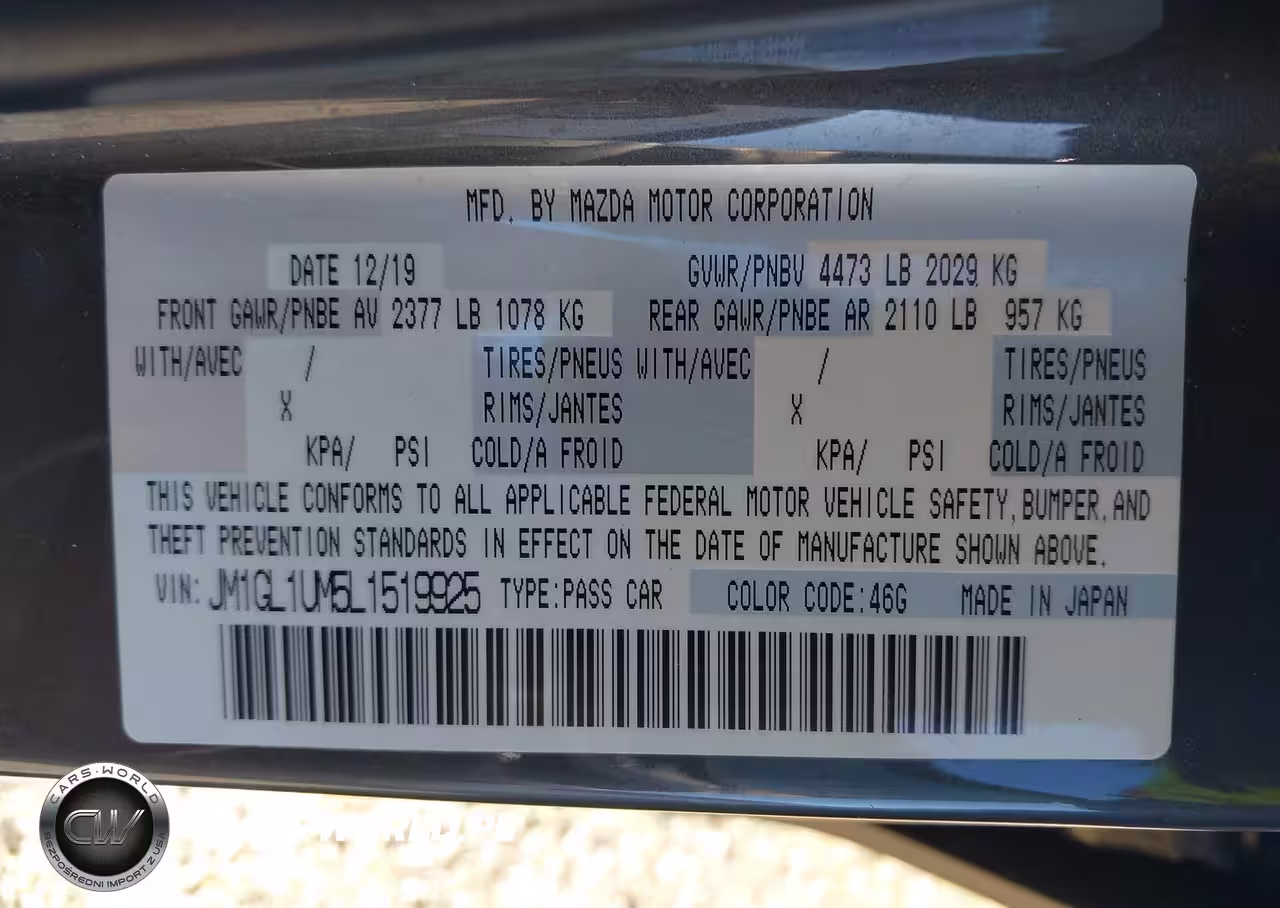 MFD. BY MAZDA MOTOR CORPORATION
DATE 12/19 GVWR/PNBV 4473 LB 2029 KG
FRONT GAWR/PNBE AV 2377 LB 1078 KG REAR GAWR/PNBE AR 2110 LB 957 KG
WITH/AVEC / TIRES/PNEUS WITH/AVEC / TIRES/PNEUS
X RIMS/JANTES X RIMS/JANTES
KPA/ PSI COLD/A FROID KPA/ PSI COLD/A FROID
THIS VEHICLE CONFORMS TO ALL APPLICABLE FEDERAL MOTOR VEHICLE SAFETY, BUMPER, AND
THEFT PREVENTION STANDARDS IN EFFECT ON THE DATE OF MANUFACTURE SHOWN ABOVE.
VIN: JM1GL1UM5L1519925 TYPE:PASS CAR COLOR CODE:46G MADE IN JAPAN
CARS-WORLD
CW
BEZPOŚREDNI IMPORT Z USA